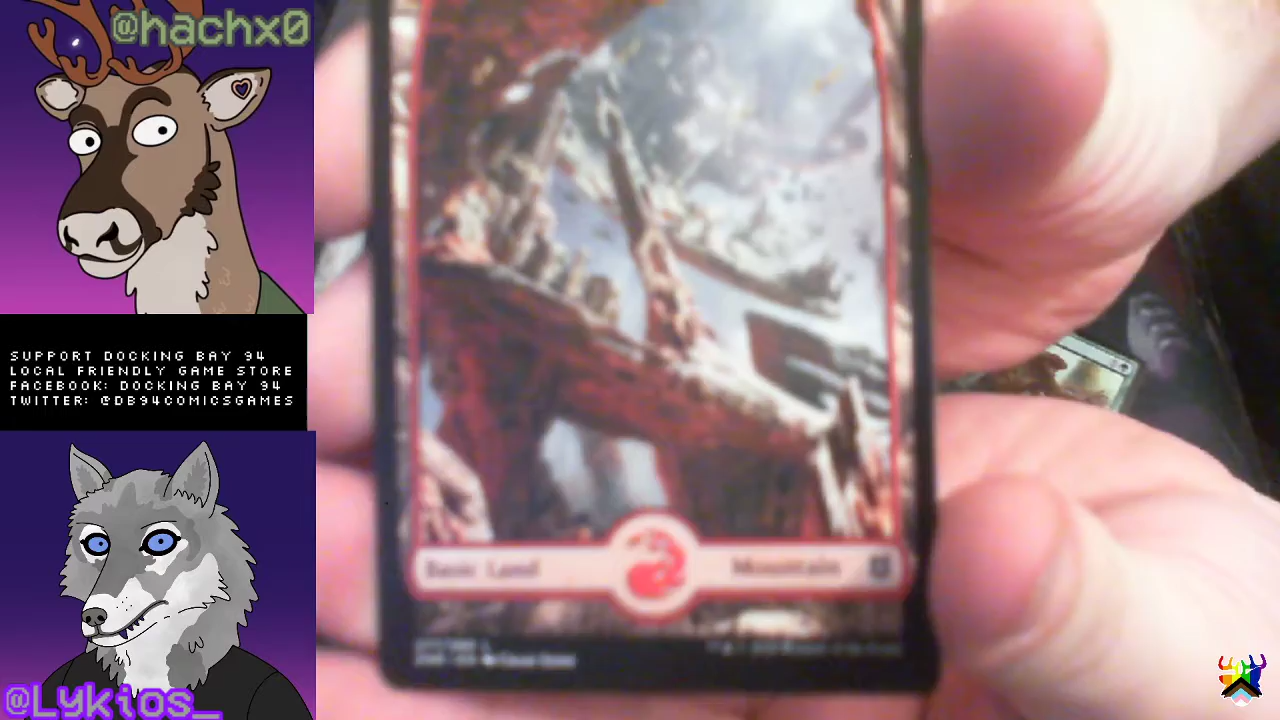 @hachx0
SUPPORT DOCKING BAY 94
LOCAL FRIENDLY GAME STORE
FACEBOOK: DOCKING BAY 94
TWITTER: @DB94COMICSGAMES
@Lykios_
Basic Land
Mountain